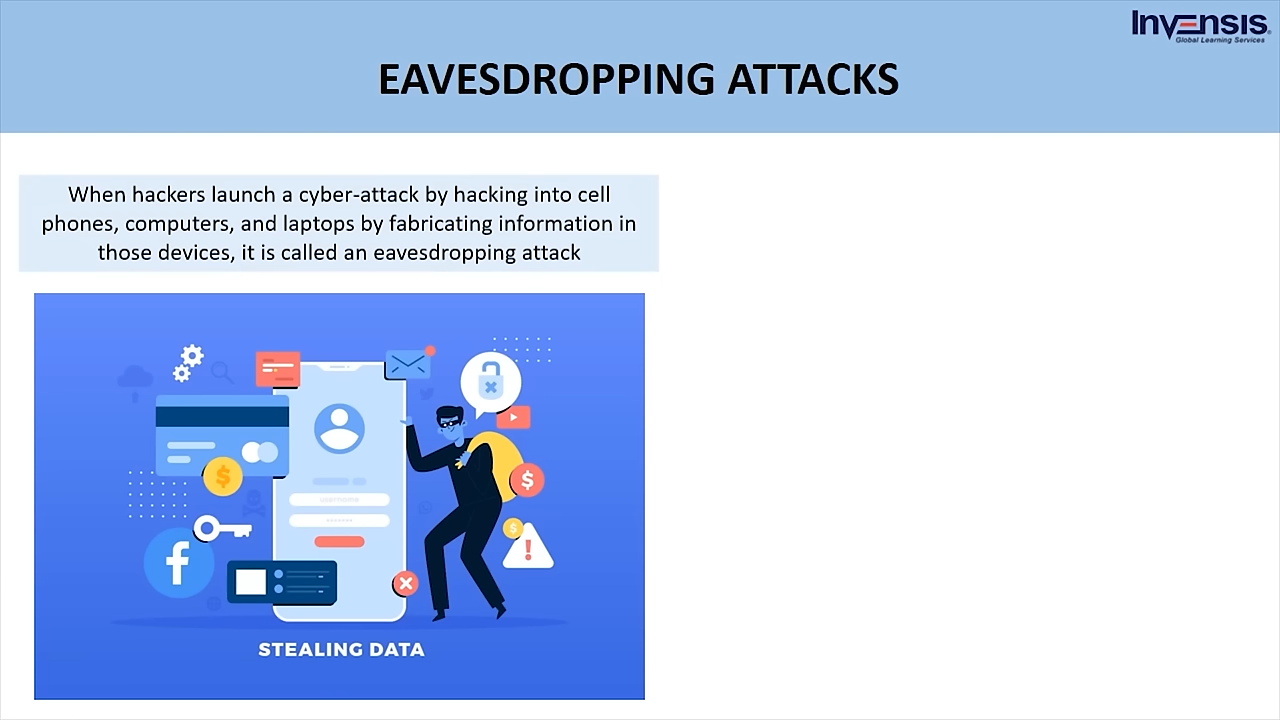 Invensis
Global Learning Services
EAVESDROPPING ATTACKS
When hackers launch a cyber-attack by hacking into cell
phones, computers, and laptops by fabricating information in
those devices, it is called an eavesdropping attack
$
$
$
f
!
STEALING DATA